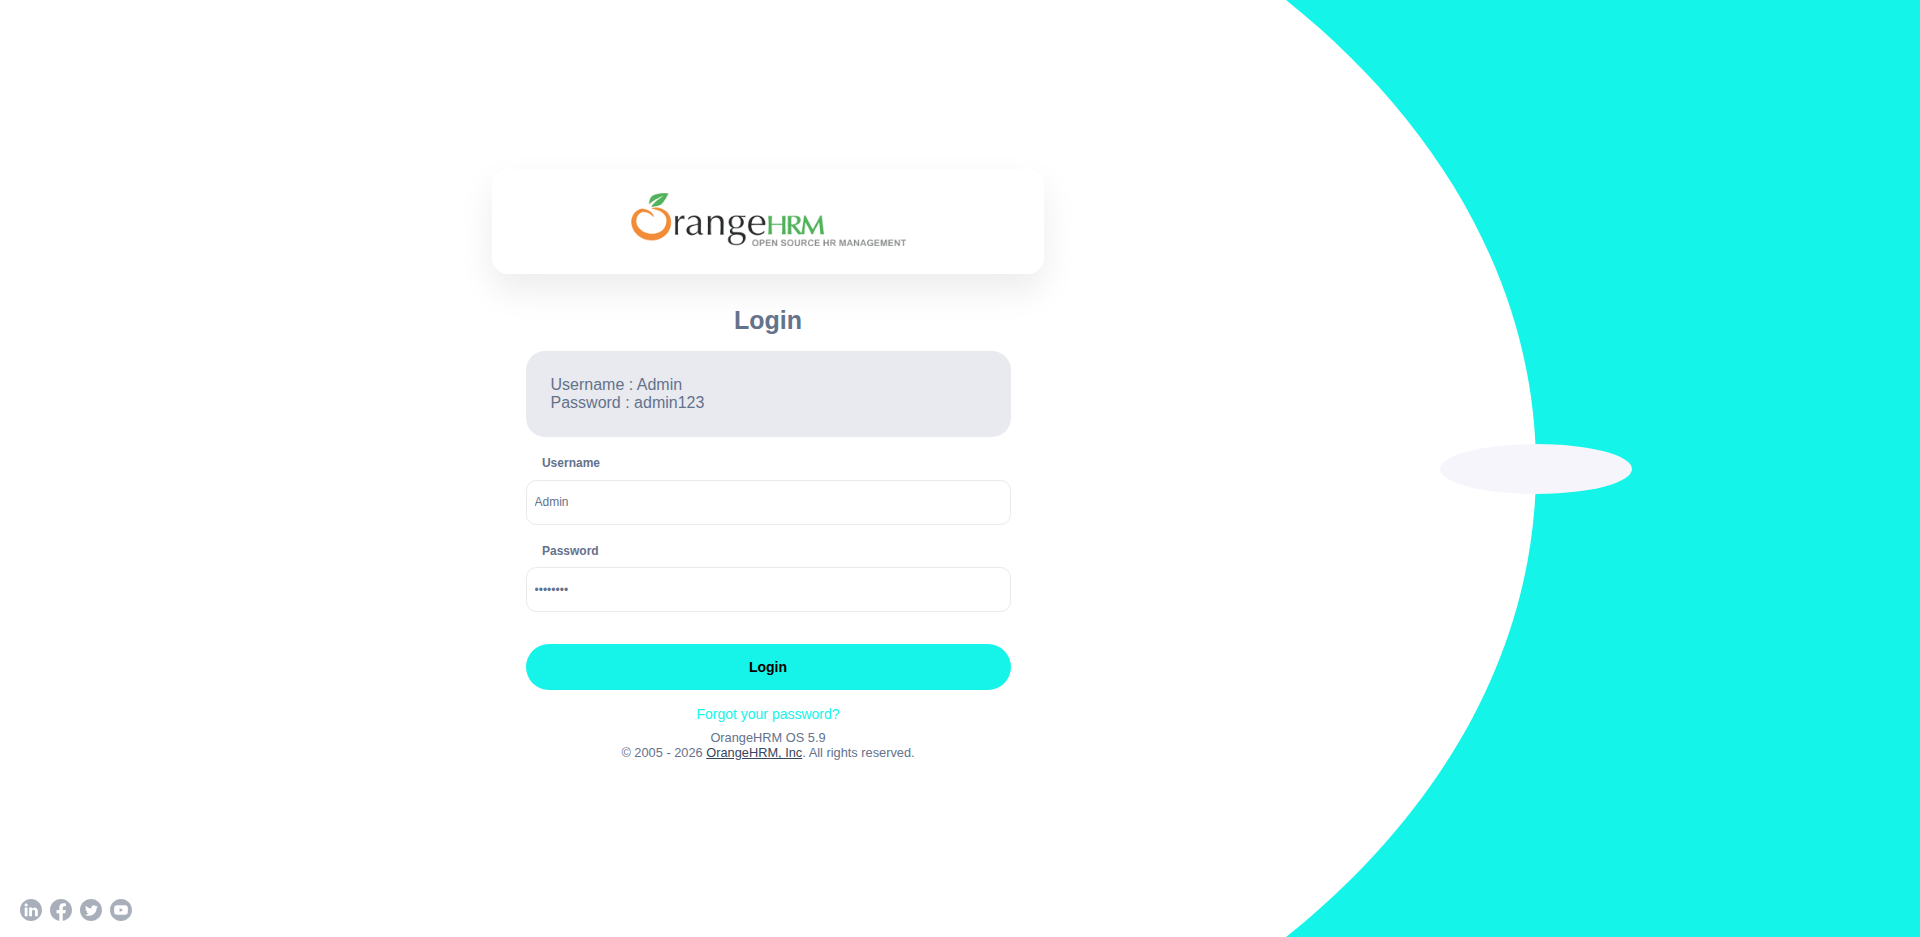 OrangeHRM
OPEN SOURCE HR MANAGEMENT
Login
Username : Admin
Password : admin123
Username
Admin
Password
••••••••
Login
Forgot your password?
OrangeHRM OS 5.9
© 2005 - 2026 OrangeHRM, Inc. All rights reserved.